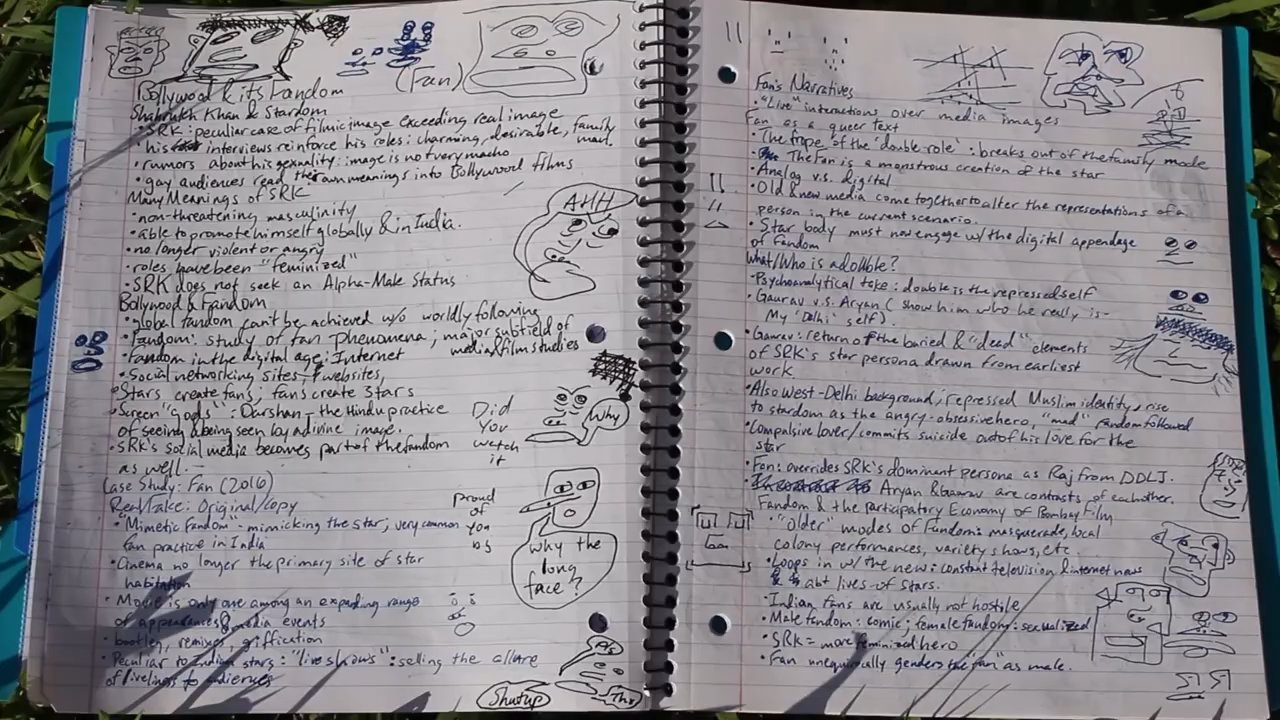 (Fan)
Bollywood & its Fandom
Shahrukh Khan & Stardom
• SRK: peculiar case of filmic image exceeding real image
• his interviews reinforce his roles: charming, desirable, family man.
• rumors about his sexuality: image is not very macho
• gay audiences read their own meanings into Bollywood films
Many Meanings of SRK
• non-threatening masculinity
• able to promote himself globally & in India.
• no longer violent or angry
• roles have been "feminized"
• SRK does not seek an Alpha-Male Status
Bollywood & Fandom
• global fandom can't be achieved w/o worldly following
• Fandom: study of fan phenomena; major subfield of media & film studies
• fandom in the digital age: Internet
• Social networking sites, websites,
• Stars create fans, fans create stars
• Screen "Gods": Darshan – the Hindu practice
of seeing & being seen by a divine image.
• SRK's social media becomes part of the fandom
as well. –
Case Study: Fan (2016)
Real/Fake: Original/copy
• "Mimetic fandom" - mimicking the star; very common
fan practice in India
• Cinema no longer the primary site of star
habitation
• Movie is only one among an expanding range
of appearances & media events
• bootleg, remixes, giffication
• Peculiar to Indian stars: "live shows": selling the allure
of liveliness to audiences
AHH
Did
You
watch
it
Why
proud
of
you
bs
why the
long
face?
Shutup
Fan's Narratives
• "Live" interactions over media images
Fan as a queer text
• The trope of the "double role": breaks out of the family mode
• The Fan is a monstrous creation of the star
• Analog v.s. digital
• Old & new media come together to alter the representations of a
person in the current scenario.
• Star body must now engage w/ the digital appendage
of fandom
What/Who is a double?
• Psychoanalytical take: double is the repressed self
• Gaurav v.s. Aryan (show him who he really is -
My 'Delhi' self).
• Gaurav: return of the buried & "dead" elements
of SRK's star persona drawn from earliest
work
• Also West-Delhi background, repressed Muslim identity, rise
to stardom as the angry-obsessive hero, "mad" fandom followed
• Compulsive lover/commits suicide out of his love for the
star
• Fan: overrides SRK's dominant persona as Raj from DDLJ.
• Aryan & Gaurav are contrasts of each other.
Fandom & the participatory Economy of Bombay Film
• "older" modes of fandom: masquerade, local
colony performances, variety shows, etc.
• Loops in w/ the new: constant television & internet news
abt lives of stars.
• Indian fans are usually not hostile
• Male fandom: comic; female fandom: sexualized
• SRK = more feminized hero
• Fan unequivocally genders the "fan" as male.